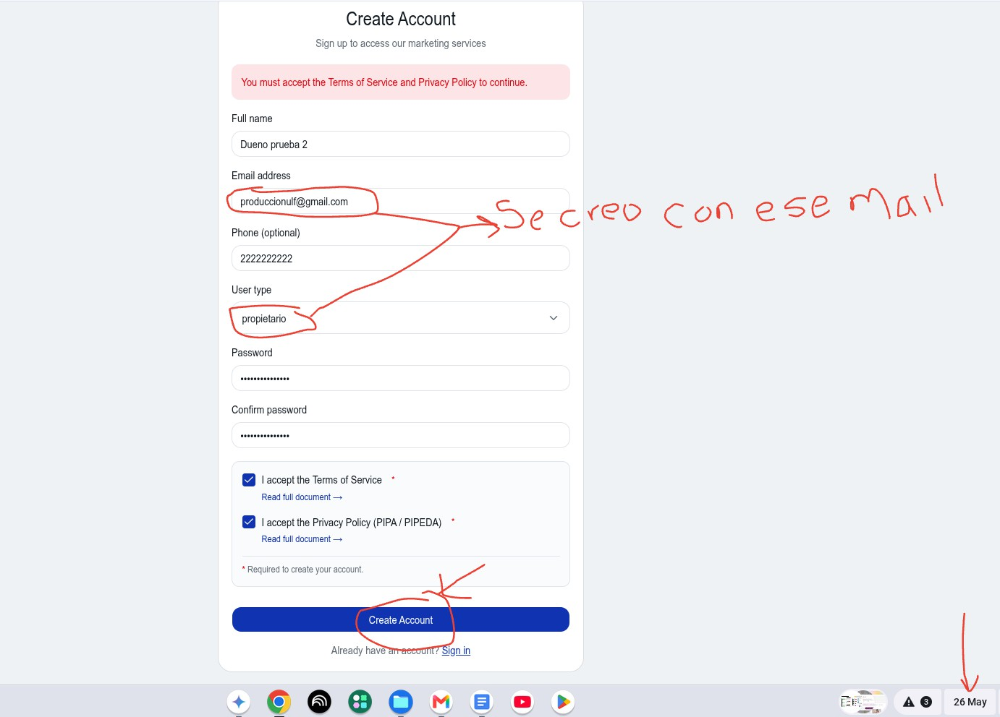 Create Account
Sign up to access our marketing services
You must accept the Terms of Service and Privacy Policy to continue.
Full name
Dueno prueba 2
Email address
produccionulf@gmail.com
Se creo con ese Mail
Phone (optional)
2222222222
User type
propietario
Password
•••••••••••••••
Confirm password
•••••••••••••••
I accept the Terms of Service *
Read full document →
I accept the Privacy Policy (PIPA / PIPEDA) *
Read full document →
* Required to create your account.
Create Account
Already have an account? Sign in
3
26 May